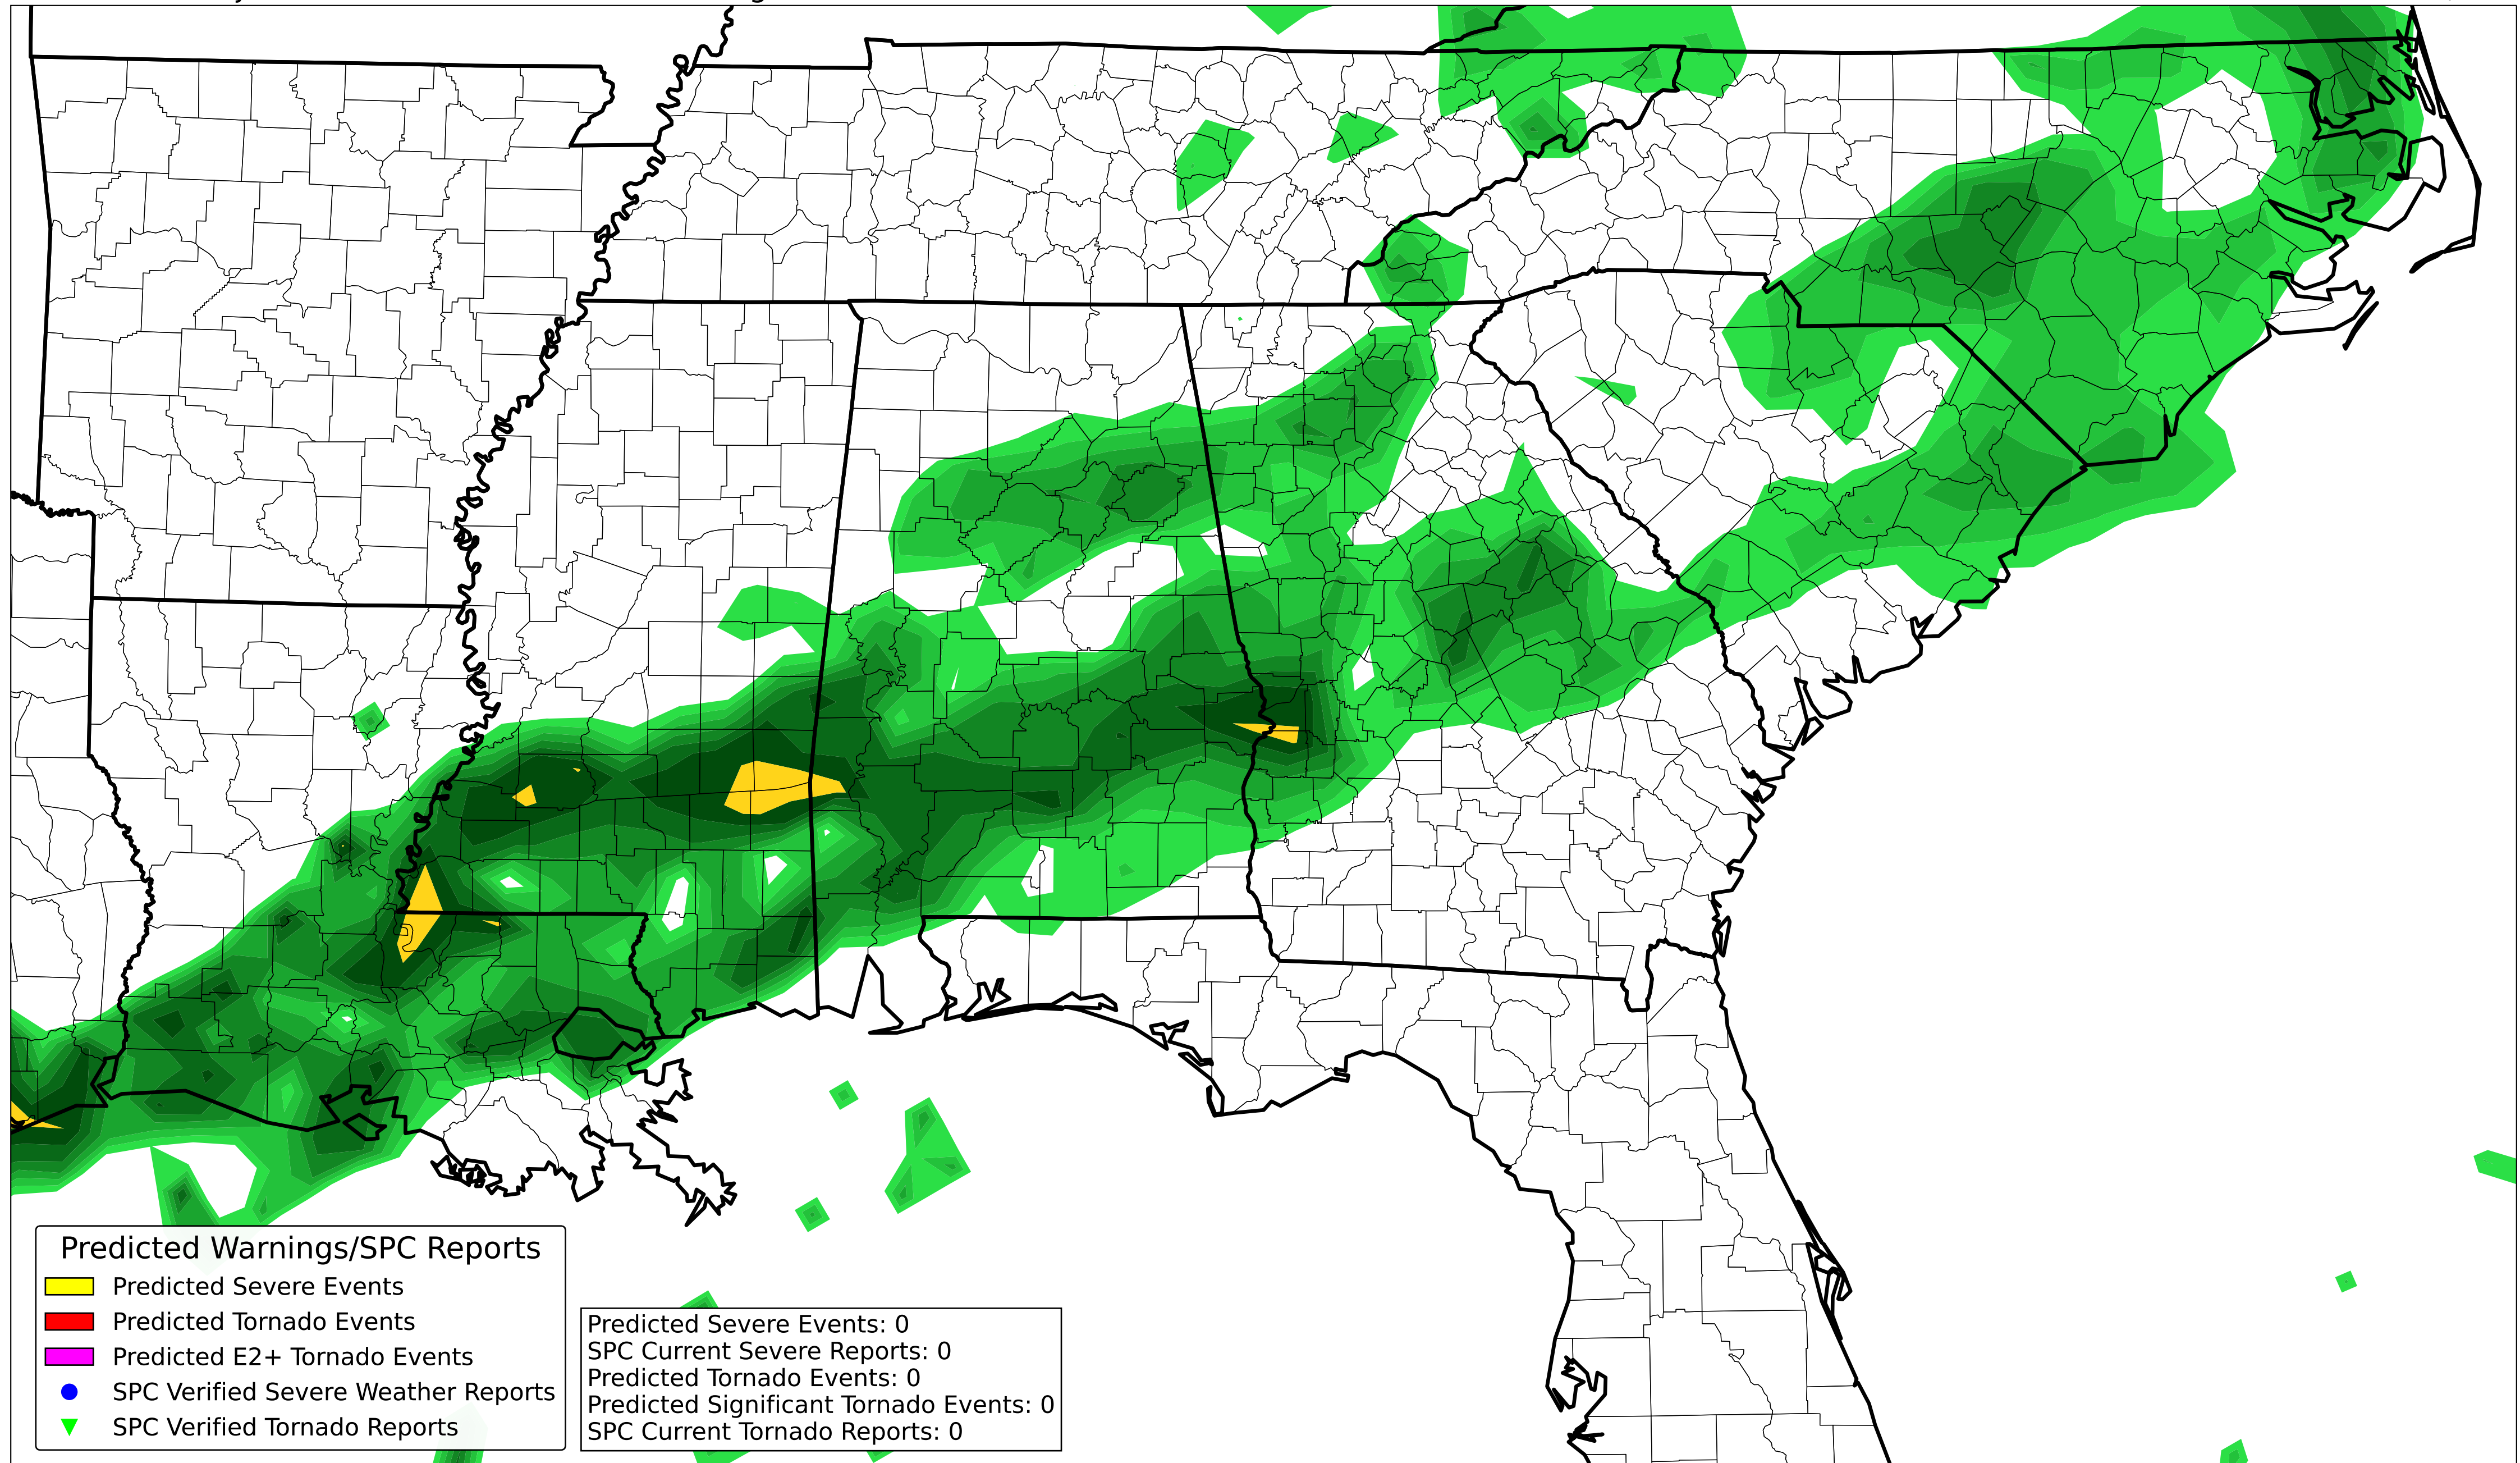 Predicted Warnings/SPC Reports
Predicted Severe Events
Predicted Tornado Events
Predicted E2+ Tornado Events
SPC Verified Severe Weather Reports
SPC Verified Tornado Reports
Predicted Severe Events: 0
SPC Current Severe Reports: 0
Predicted Tornado Events: 0
Predicted Significant Tornado Events: 0
SPC Current Tornado Reports: 0